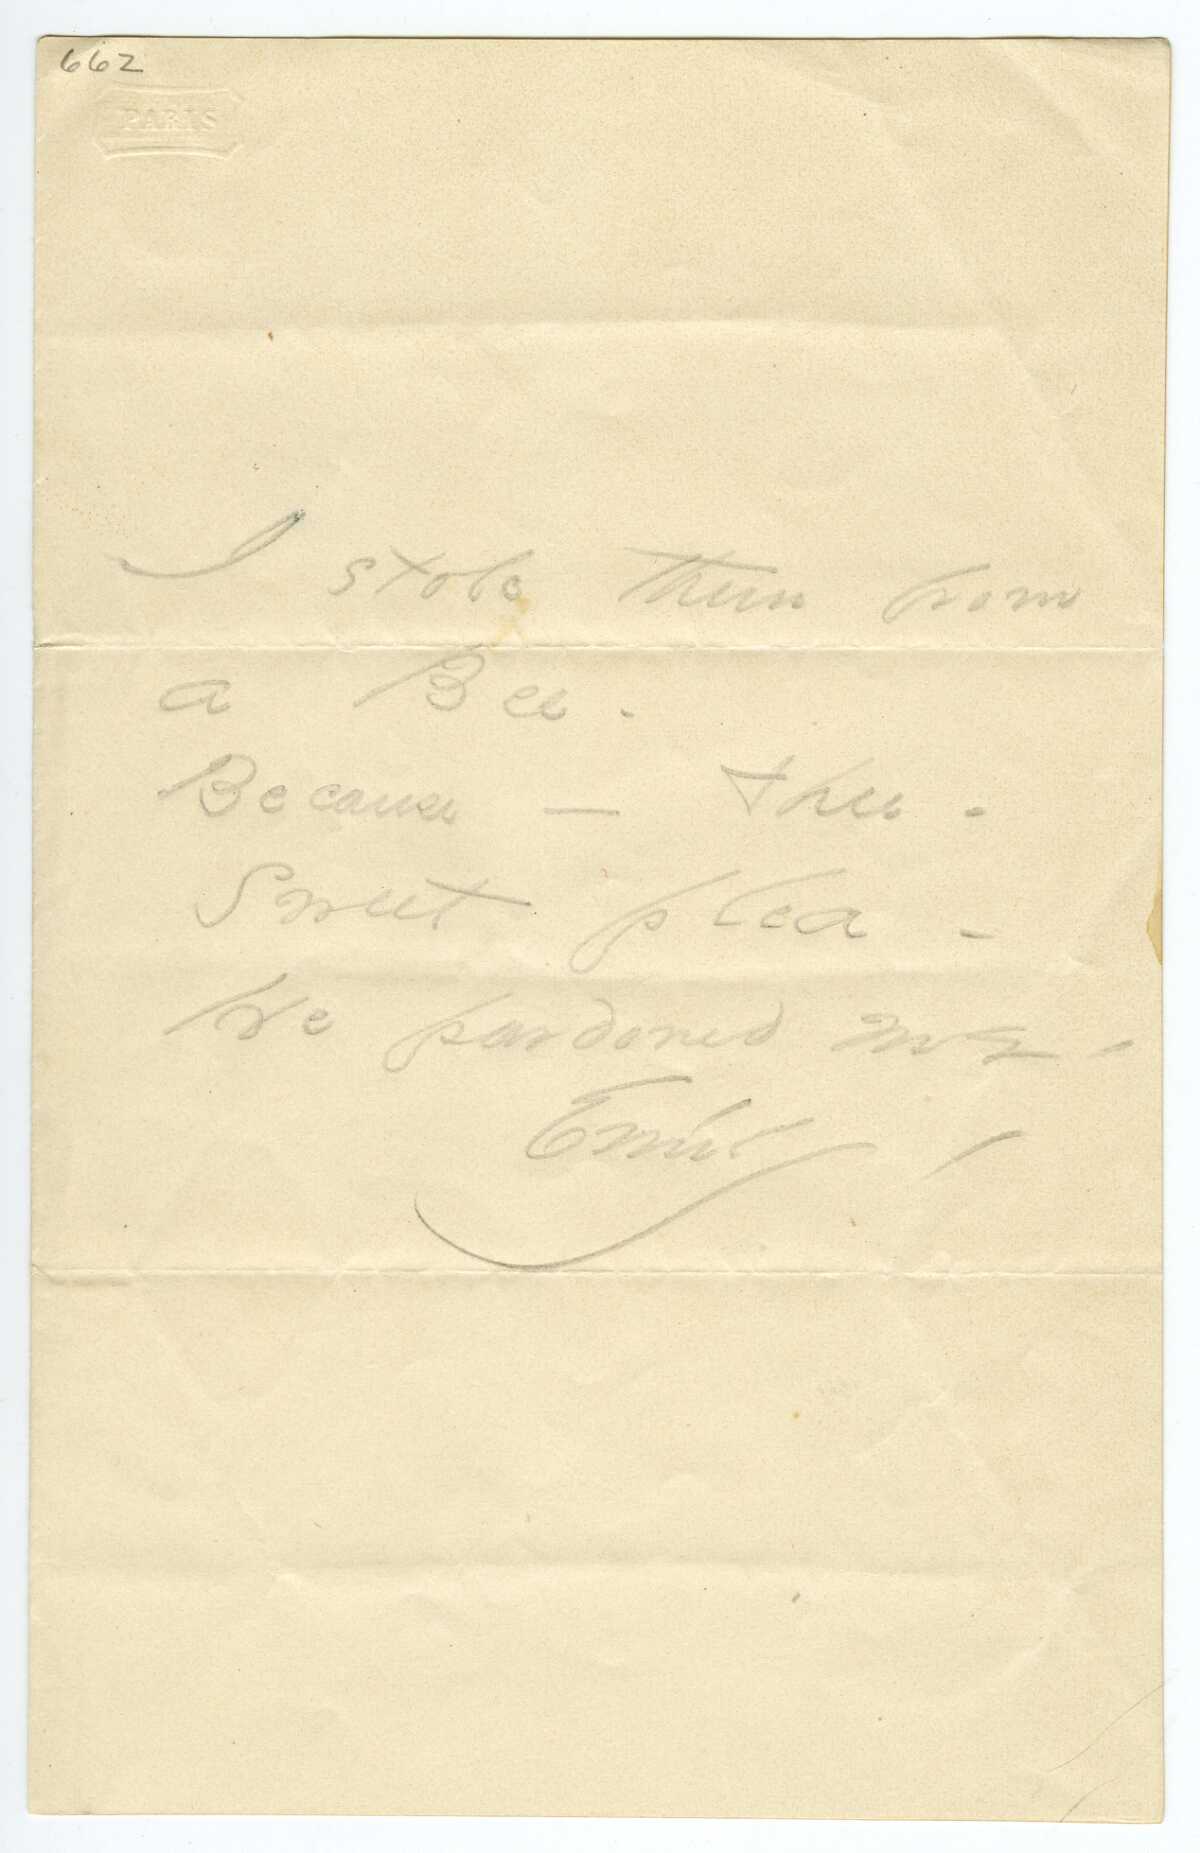 662
PARIS
I stole them from
a Bee -
Because — Thee -
Sweet plea -
He pardoned me -
Emily -